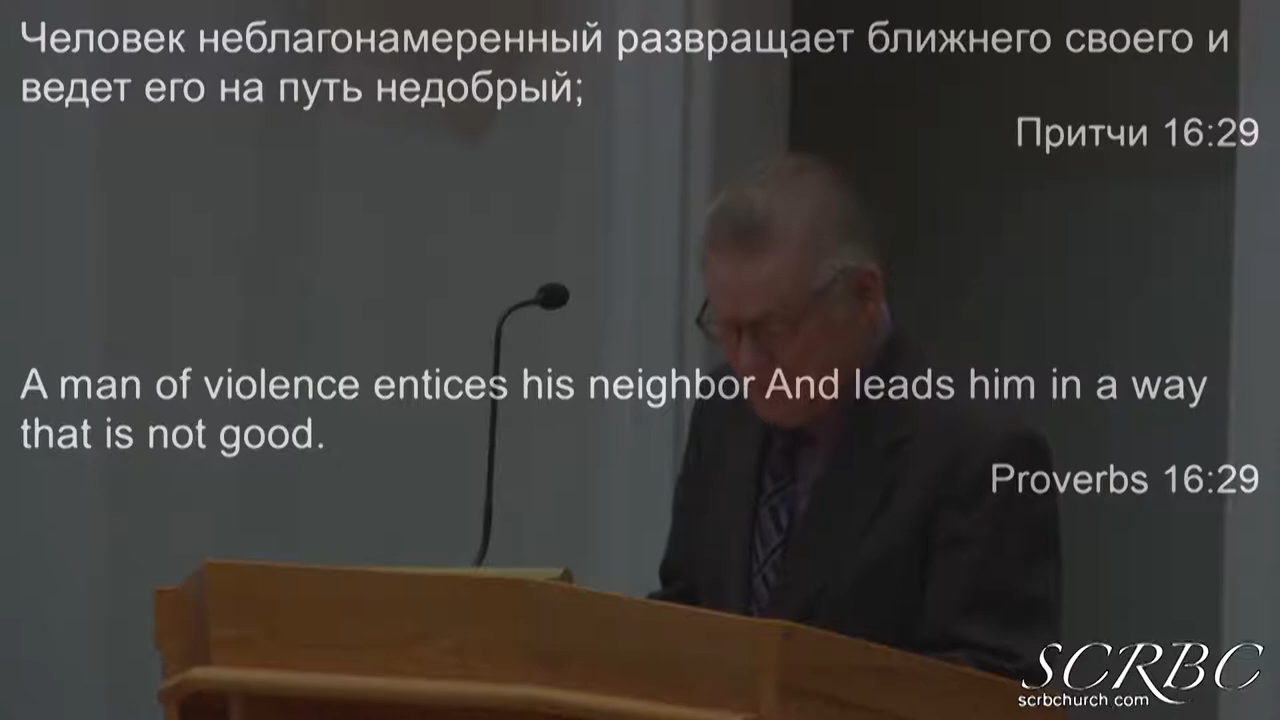 Человек неблагонамеренный развращает ближнего своего и
ведет его на путь недобрый;
Притчи 16:29
A man of violence entices his neighbor And leads him in a way
that is not good.
Proverbs 16:29
SCRBC
scrbchurch.com